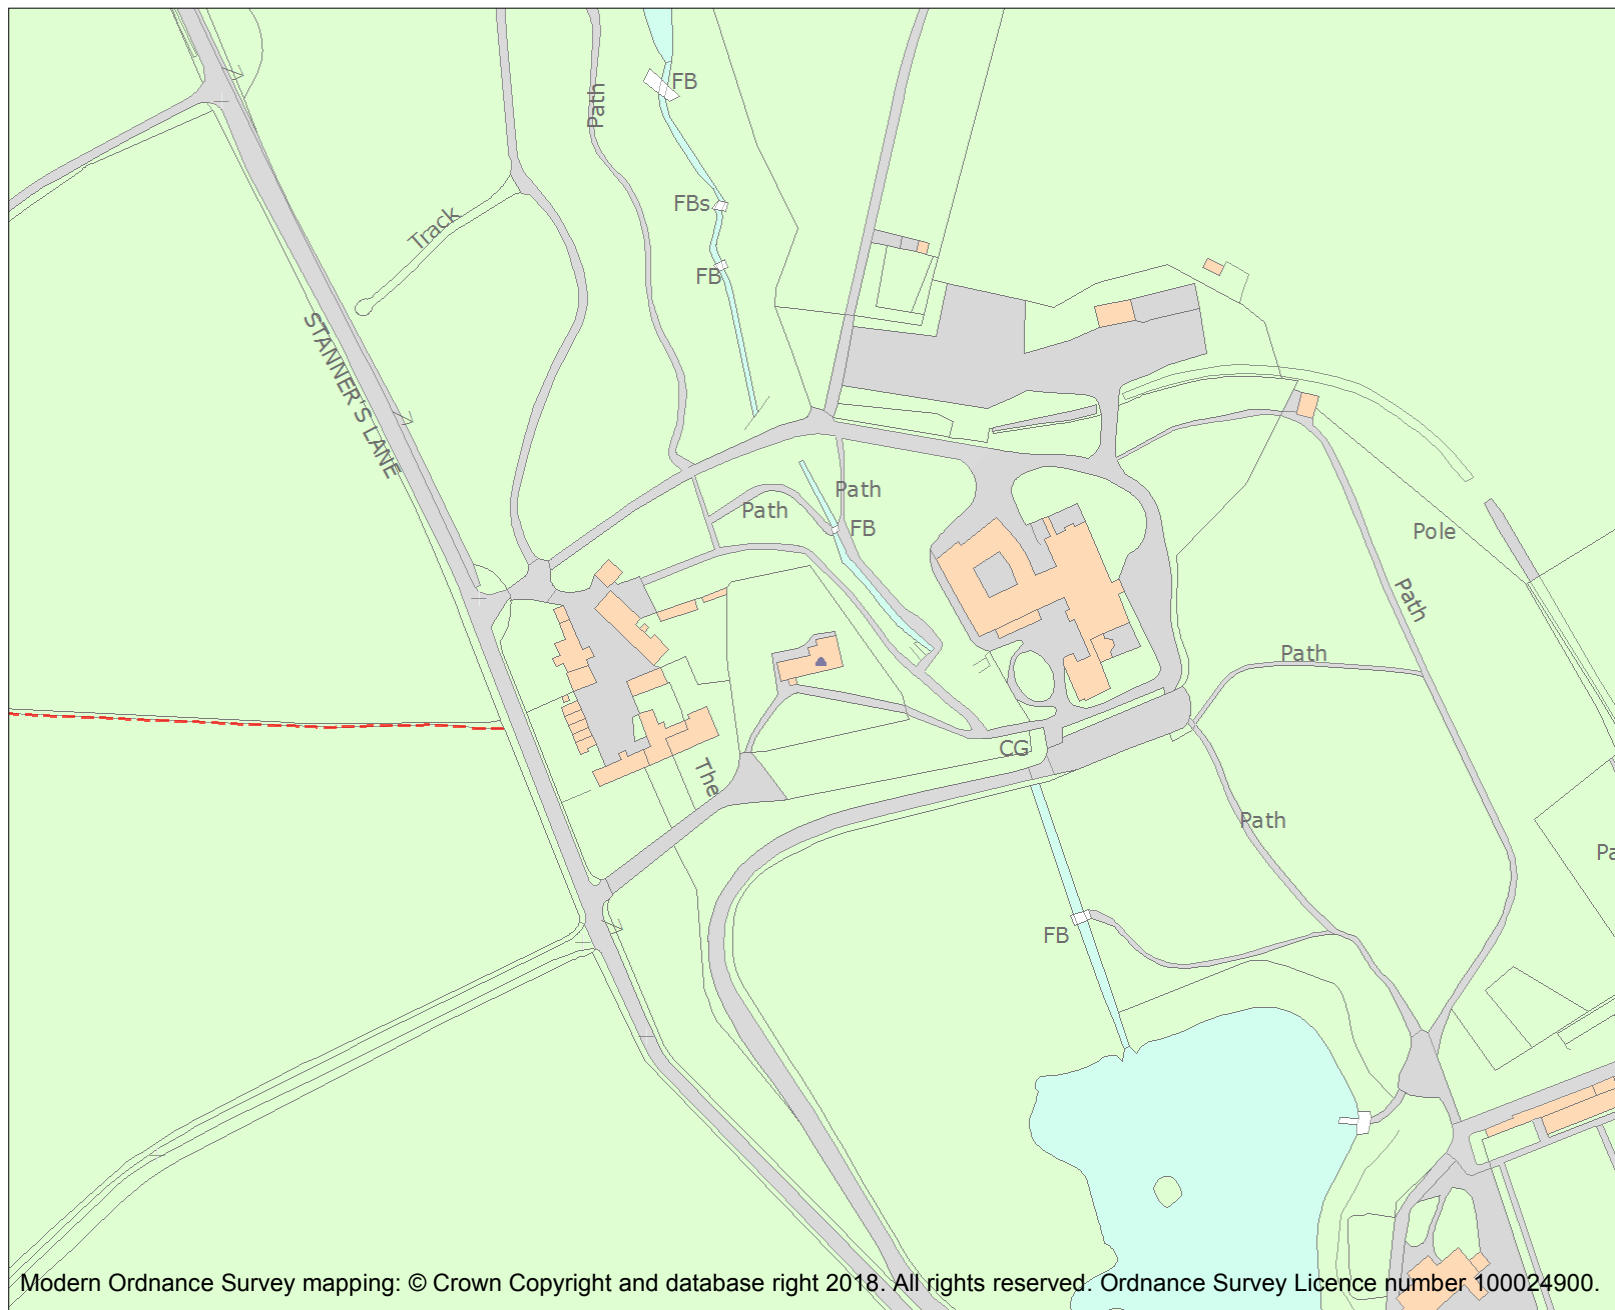 FB
Path
FBs
Track
FB
STANNER'S LANE
Path
Path
FB
Pole
Path
Path
CG
The
Path
FB
Modern Ordnance Survey mapping: © Crown Copyright and database right 2018. All rights reserved. Ordnance Survey Licence number 100024900.